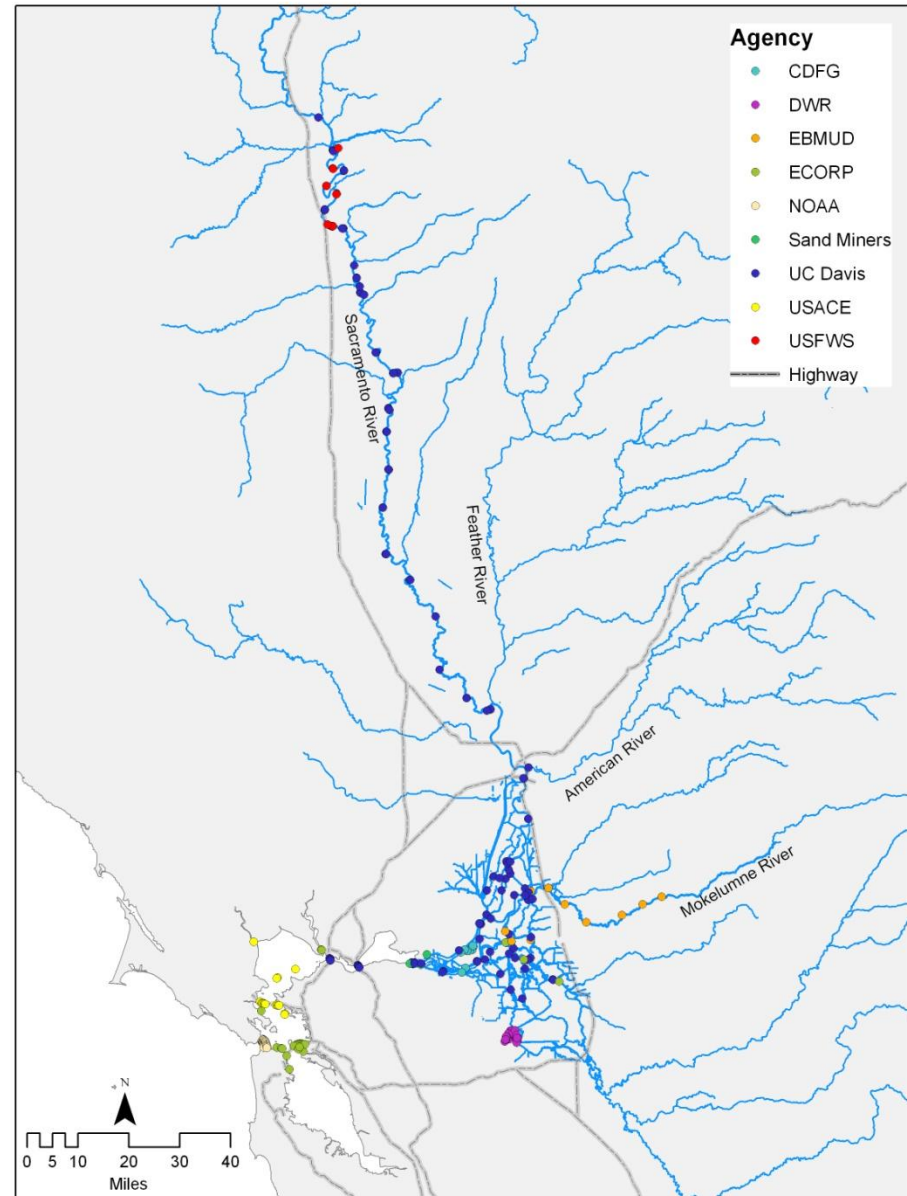 Agency
CDFG
DWR
EBMUD
ECORP
NOAA
Sand Miners
UC Davis
USACE
USFWS
Highway
Sacramento River
Feather River
American River
Mokelumne River
N
0 5 10 20 30 40
Miles